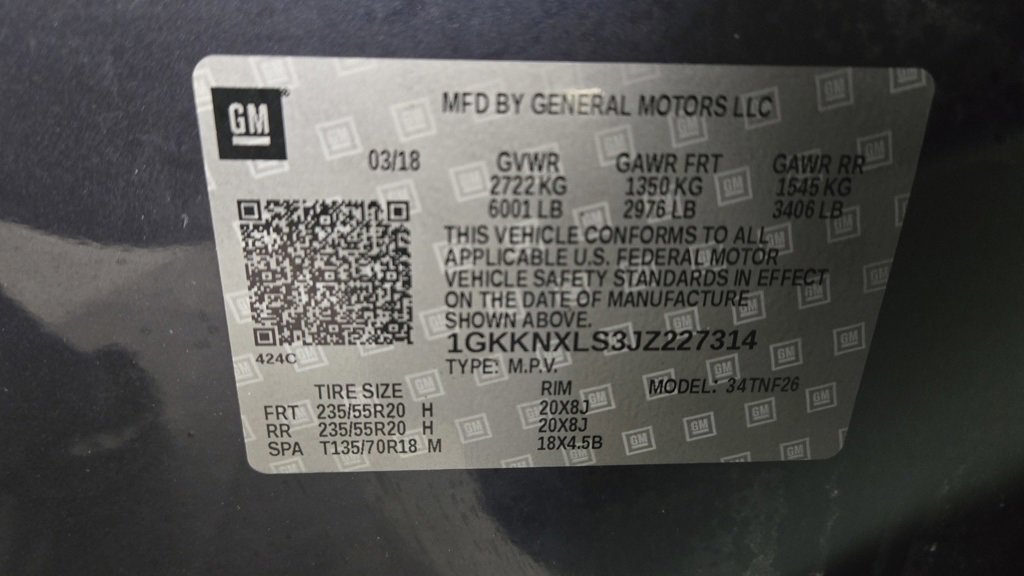 GM
MFD BY GENERAL MOTORS LLC
03/18 GVWR GAWR FRT GAWR RR
2722 KG 1350 KG 1545 KG
6001 LB 2976 LB 3406 LB
THIS VEHICLE CONFORMS TO ALL
APPLICABLE U.S. FEDERAL MOTOR
VEHICLE SAFETY STANDARDS IN EFFECT
ON THE DATE OF MANUFACTURE
SHOWN ABOVE.
424C
1GKKNXLS3JZ227314
TYPE: M.P.V.
TIRE SIZE RIM MODEL: 34TNF26
FRT 235/55R20 H 20X8J
RR 235/55R20 H 20X8J
SPA T135/70R18 M 18X4.5B